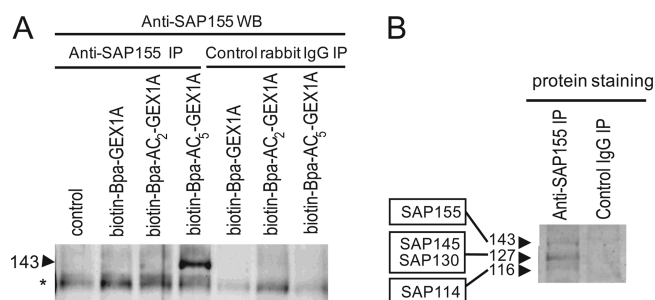 A
Anti-SAP155 WB
Anti-SAP155 IP
Control rabbit IgG IP
control
biotin-Bpa-GEX1A
biotin-Bpa-AC2-GEX1A
biotin-Bpa-AC5-GEX1A
biotin-Bpa-GEX1A
biotin-Bpa-AC2-GEX1A
biotin-Bpa-AC5-GEX1A
143
*
B
protein staining
Anti-SAP155 IP
Control IgG IP
SAP155
SAP145
SAP130
SAP114
143
127
116